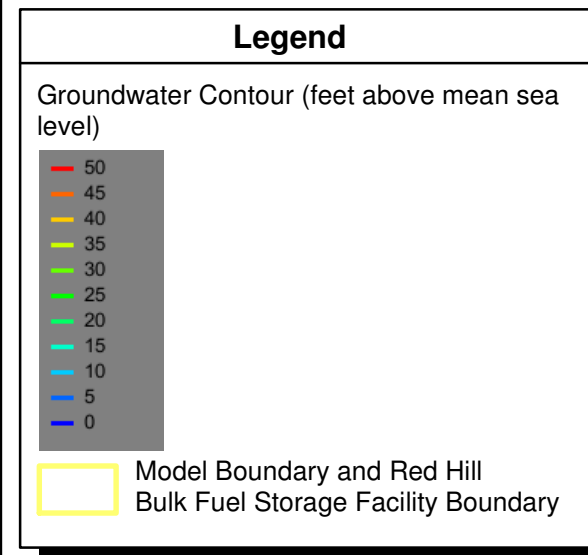 Legend
Groundwater Contour (feet above mean sea
level)
50
45
40
35
30
25
20
15
10
5
0
Model Boundary and Red Hill
Bulk Fuel Storage Facility Boundary